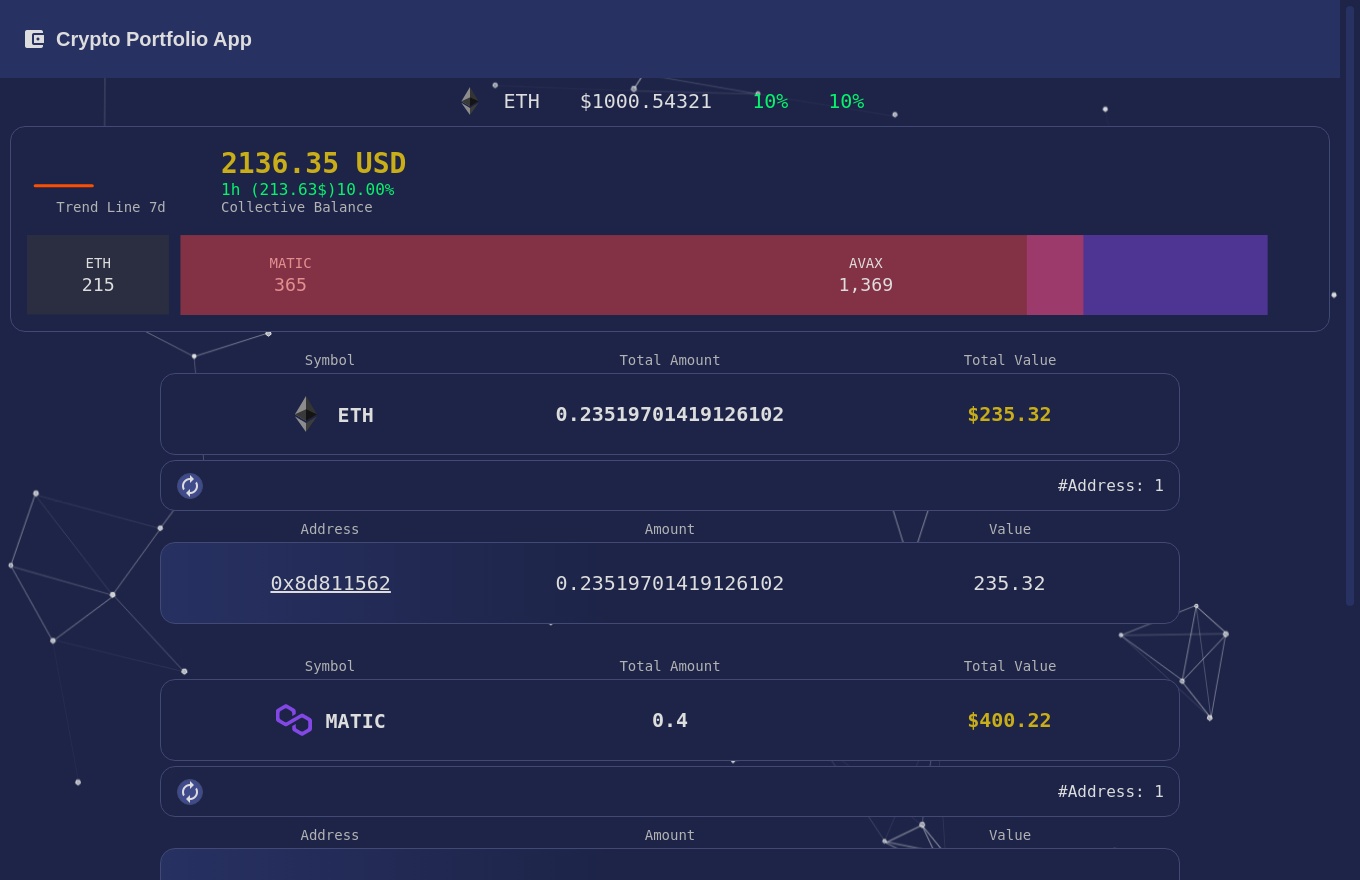 Crypto Portfolio App
ETH $1000.54321 10% 10%
2136.35 USD
1h (213.63$)10.00%
Trend Line 7d Collective Balance
ETH MATIC AVAX
215 365 1,369
Symbol Total Amount Total Value
ETH 0.23519701419126102 $235.32
#Address: 1
Address Amount Value
0x8d811562 0.23519701419126102 235.32
Symbol Total Amount Total Value
MATIC 0.4 $400.22
#Address: 1
Address Amount Value